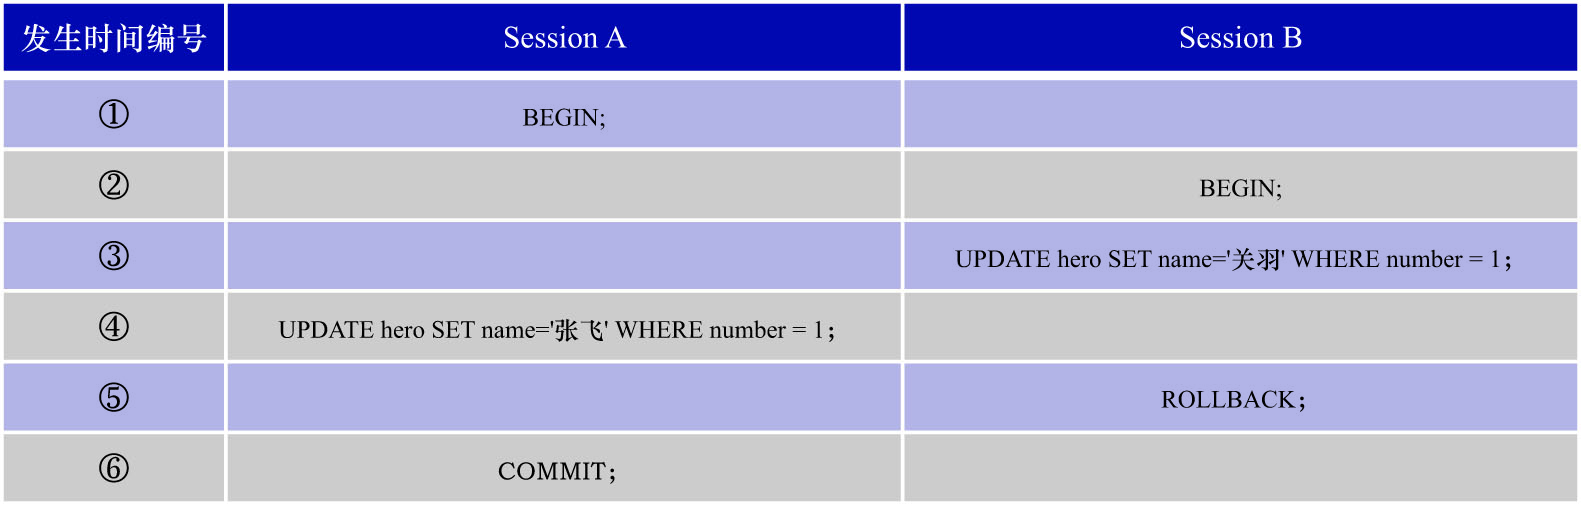 发生时间编号 Session A Session B
① BEGIN;
② BEGIN;
③ UPDATE hero SET name='关羽' WHERE number = 1；
④ UPDATE hero SET name='张飞' WHERE number = 1；
⑤ ROLLBACK；
⑥ COMMIT；